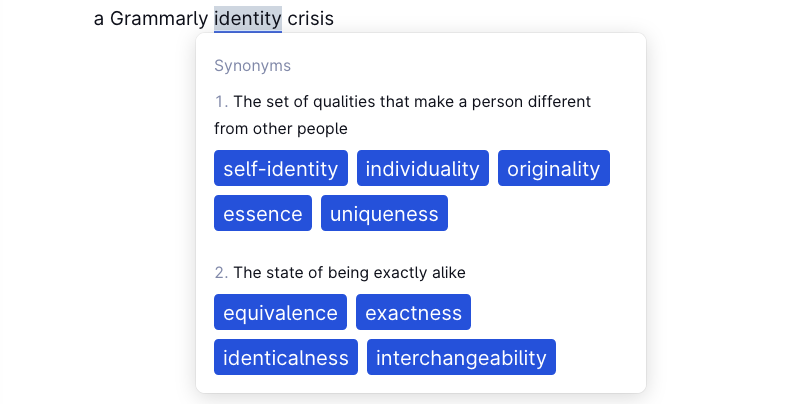 a Grammarly identity crisis
Synonyms
1. The set of qualities that make a person different
from other people
self-identity individuality originality
essence uniqueness
2. The state of being exactly alike
equivalence exactness
identicalness interchangeability